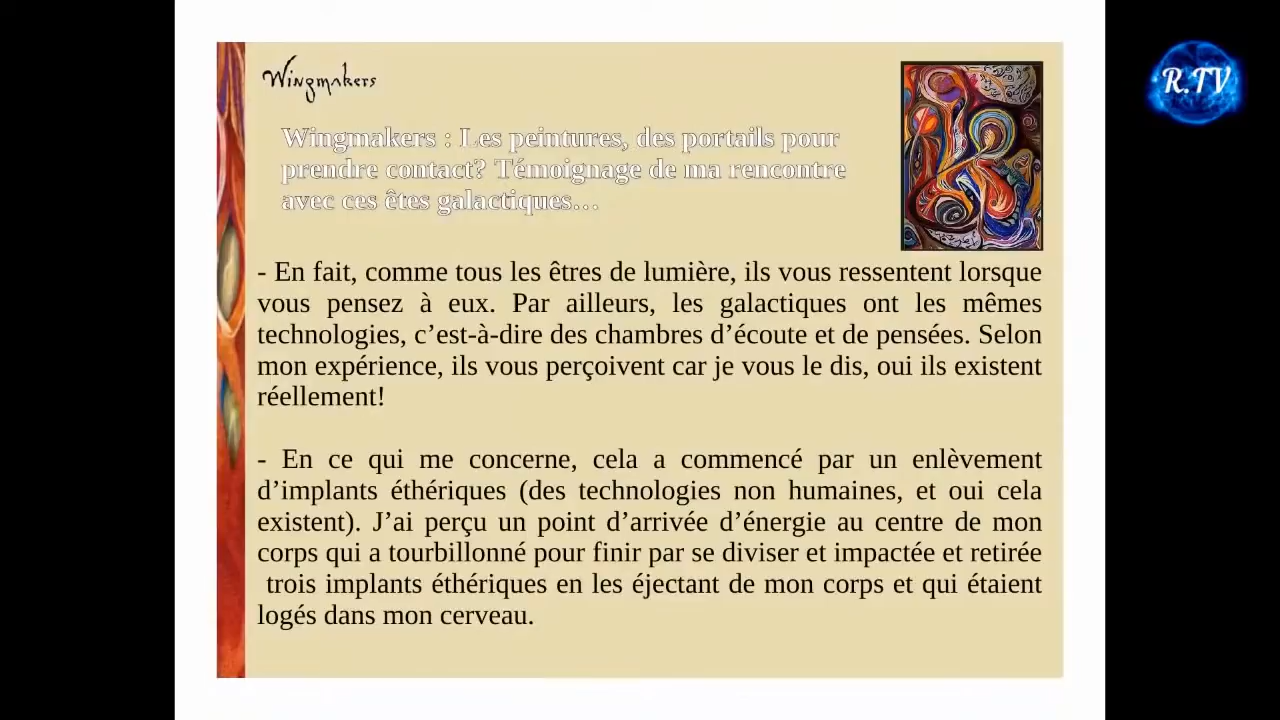 Wingmakers
R.TV
Wingmakers : Les peintures, des portails pour
prendre contact? Témoignage de ma rencontre
avec ces êtes galactiques…
- En fait, comme tous les êtres de lumière, ils vous ressentent lorsque
vous pensez à eux. Par ailleurs, les galactiques ont les mêmes
technologies, c’est-à-dire des chambres d’écoute et de pensées. Selon
mon expérience, ils vous perçoivent car je vous le dis, oui ils existent
réellement!
- En ce qui me concerne, cela a commencé par un enlèvement
d’implants éthériques (des technologies non humaines, et oui cela
existent). J’ai perçu un point d’arrivée d’énergie au centre de mon
corps qui a tourbillonné pour finir par se diviser et impactée et retirée
trois implants éthériques en les éjectant de mon corps et qui étaient
logés dans mon cerveau.